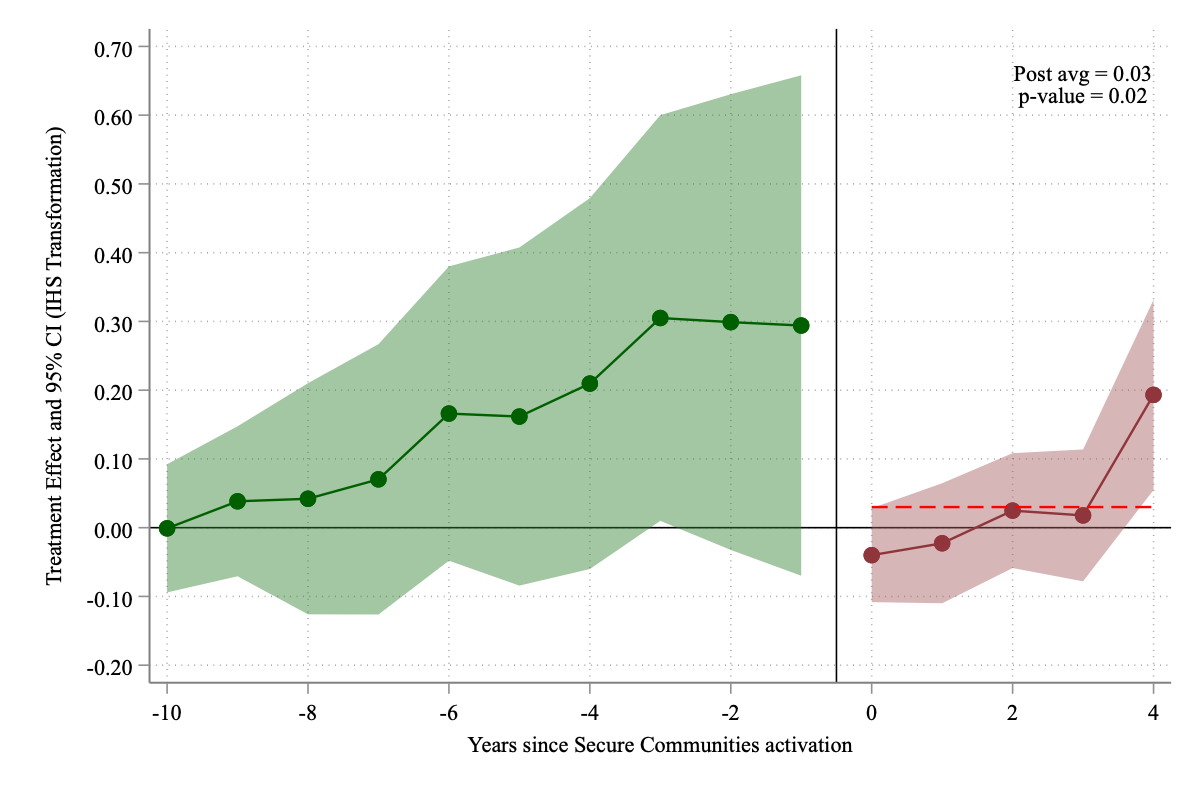 Treatment Effect and 95% CI (IHS Transformation)
0.70
0.60
0.50
0.40
0.30
0.20
0.10
0.00
-0.10
-0.20
Post avg = 0.03
p-value = 0.02
-10 -8 -6 -4 -2 0 2 4
Years since Secure Communities activation